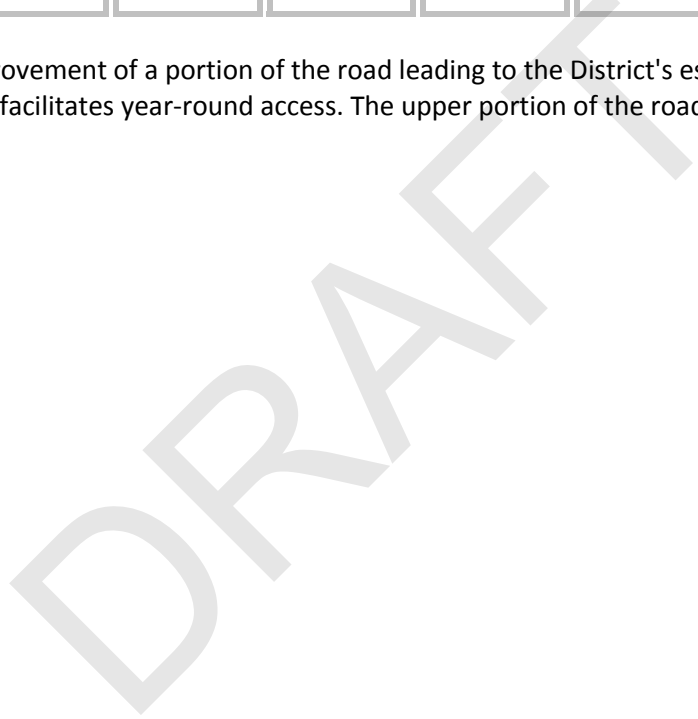 ovement of a portion of the road leading to the District's es
facilitates year-round access. The upper portion of the road
DRAFT